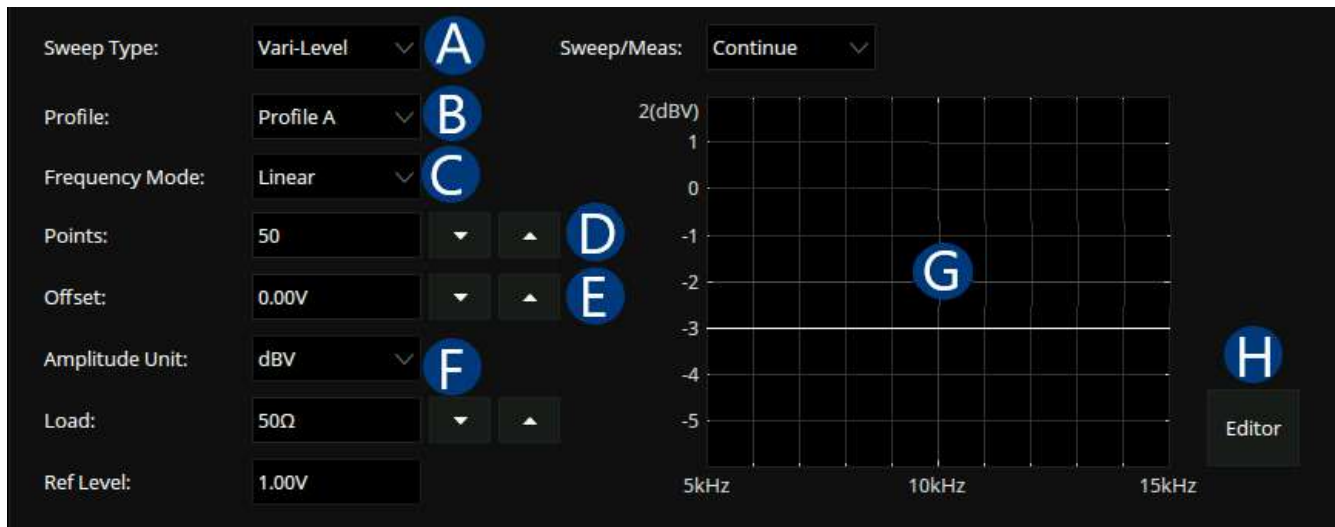 Sweep Type: Vari-Level A Sweep/Meas: Continue
Profile: Profile A B
Frequency Mode: Linear C
Points: 50 D
Offset: 0.00V E
Amplitude Unit: dBV F
Load: 50Ω
Ref Level: 1.00V
2(dBV)
1
0
-1
-2
-3
-4
-5
G
5kHz 10kHz 15kHz
H
Editor